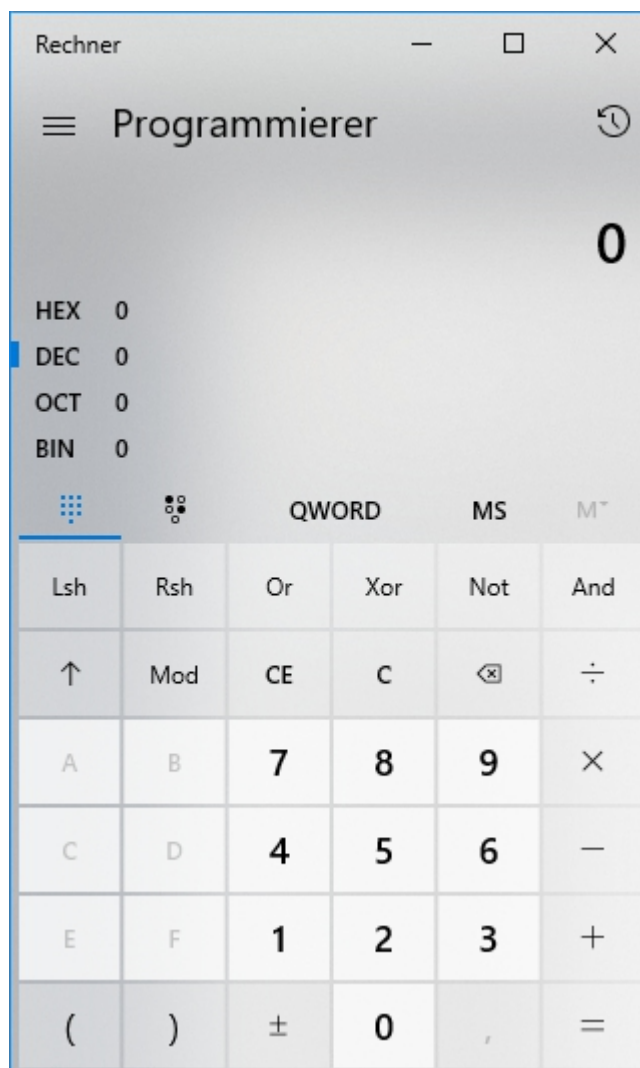 Rechner
Programmierer
0
HEX 0
DEC 0
OCT 0
BIN 0
QWORD MS M
Lsh Rsh Or Xor Not And
↑ Mod CE C ÷
A B 7 8 9 ×
C D 4 5 6 −
E F 1 2 3 +
( ) ± 0 , =